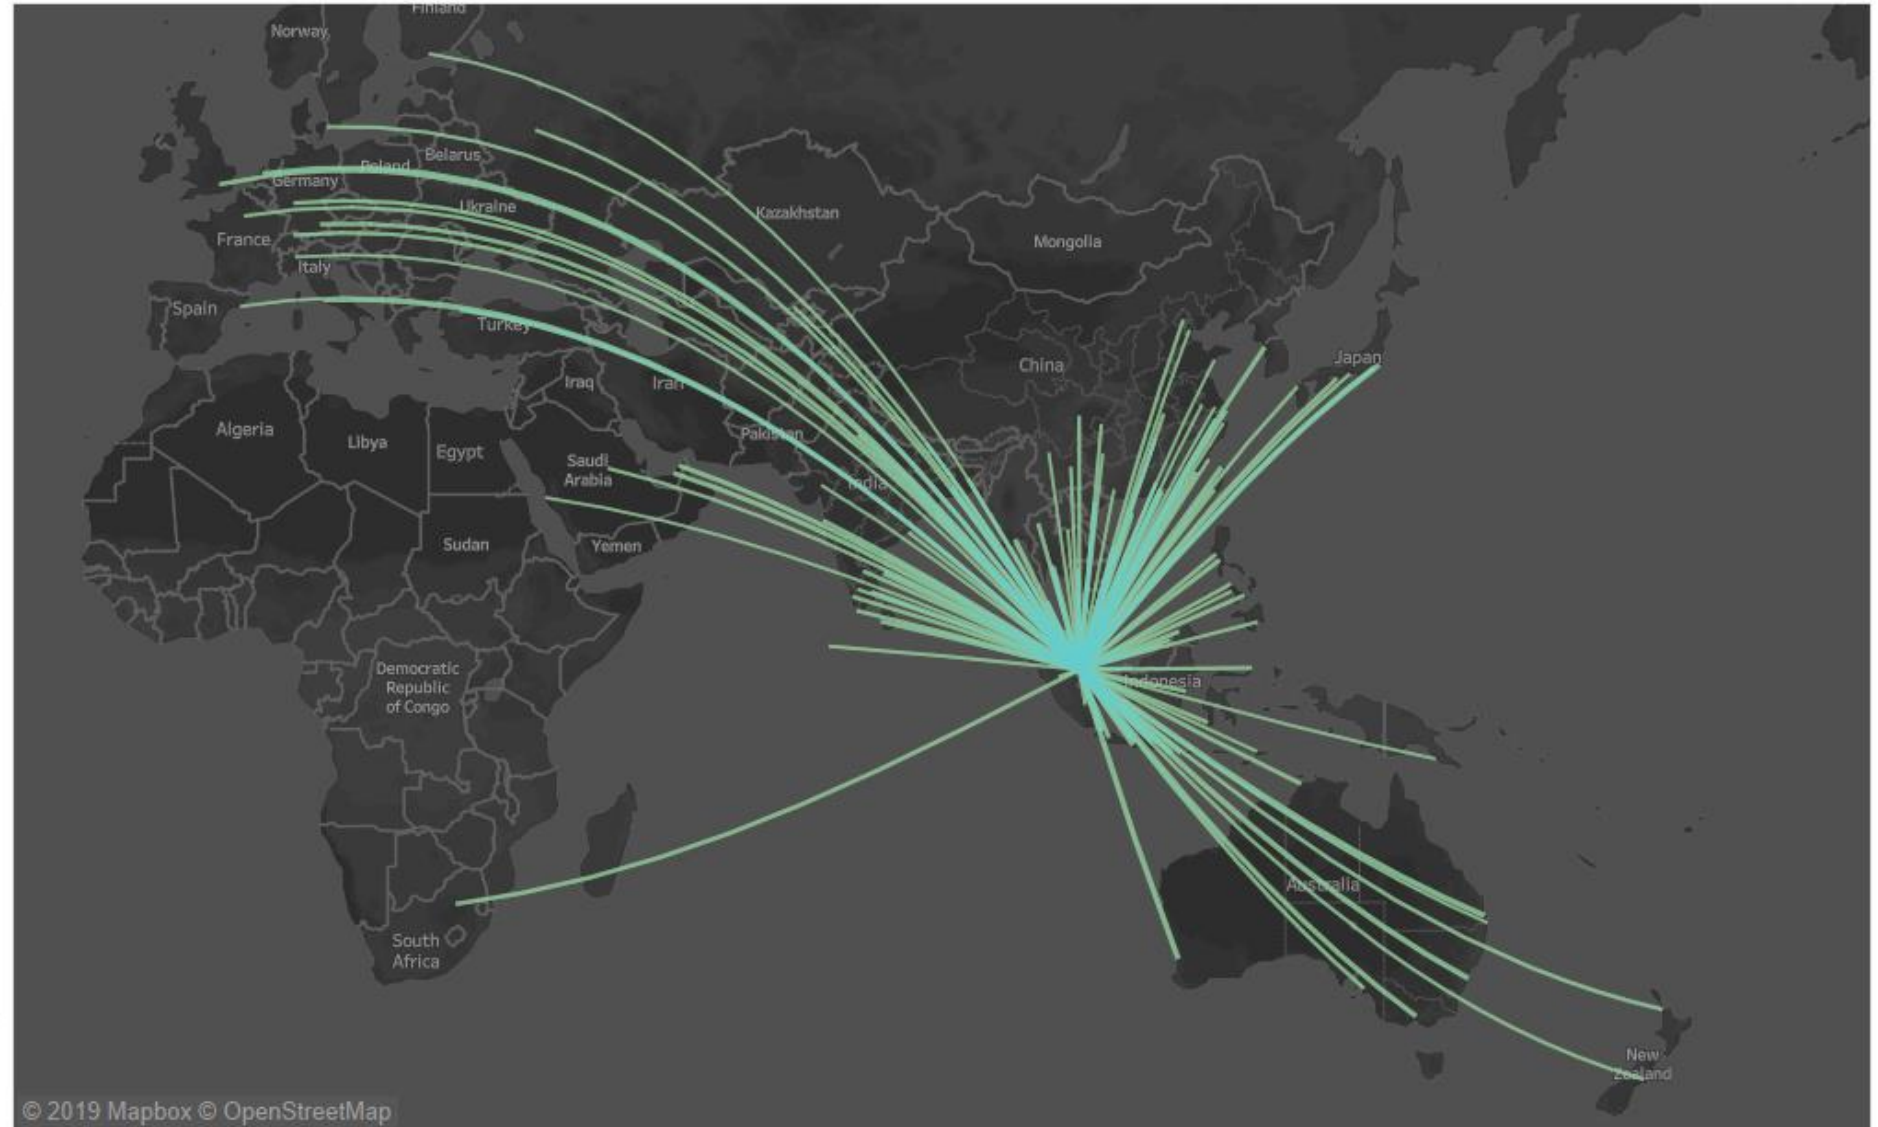 Finland
Norway
Belarus
Poland
Germany
Ukraine
Kazakhstan
France
Mongolia
Italy
Spain
Turkey
Japan
China
Iraq
Iran
Algeria
Libya
Pakistan
Egypt
Saudi
Arabia
India
Sudan
Yemen
Democratic
Republic
of Congo
Indonesia
Australia
South
Africa
New
Zealand
© 2019 Mapbox © OpenStreetMap